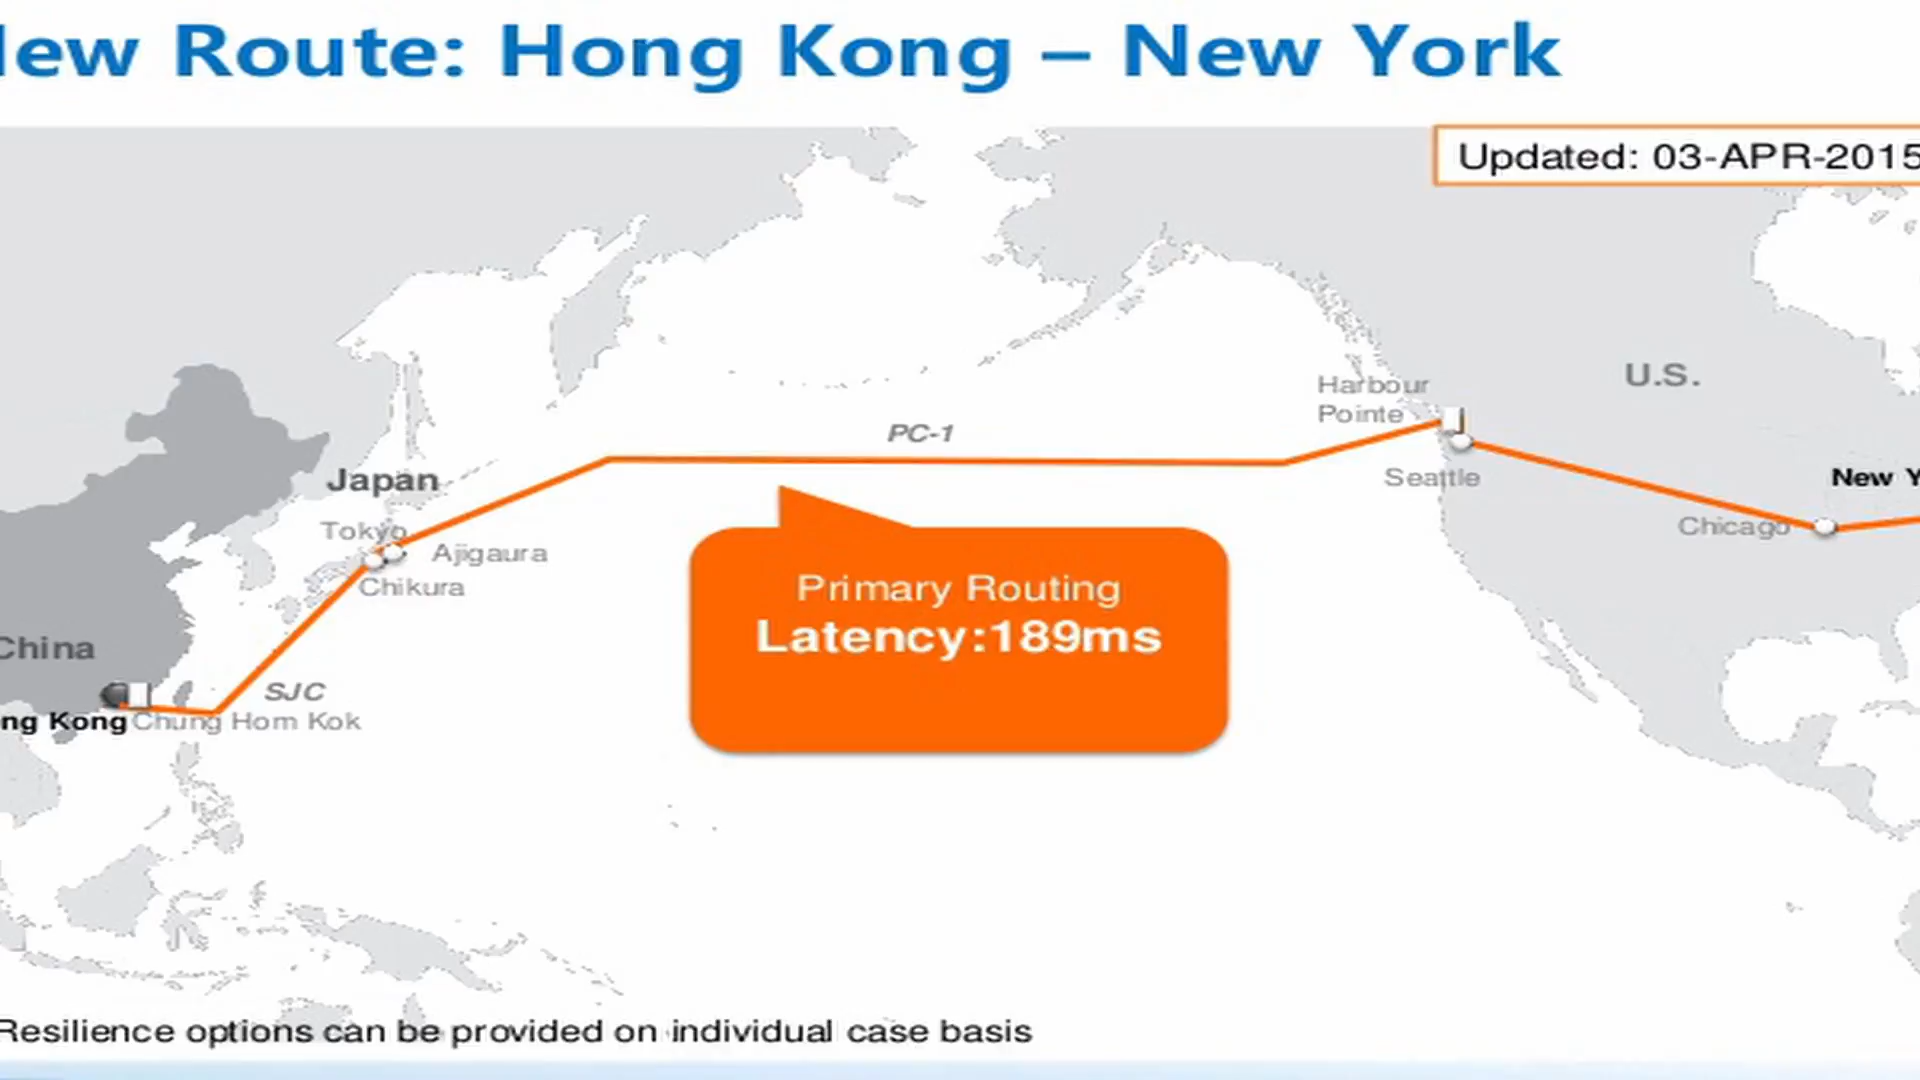 New Route: Hong Kong – New York
Updated: 03-APR-2015
Harbour
Pointe
U.S.
PC-1
Japan
Seattle
New Y
Tokyo
Ajigaura
Chicago
Chikura
Primary Routing
Latency:189ms
China
SJC
ng Kong
Chung Hom Kok
Resilience options can be provided on individual case basis